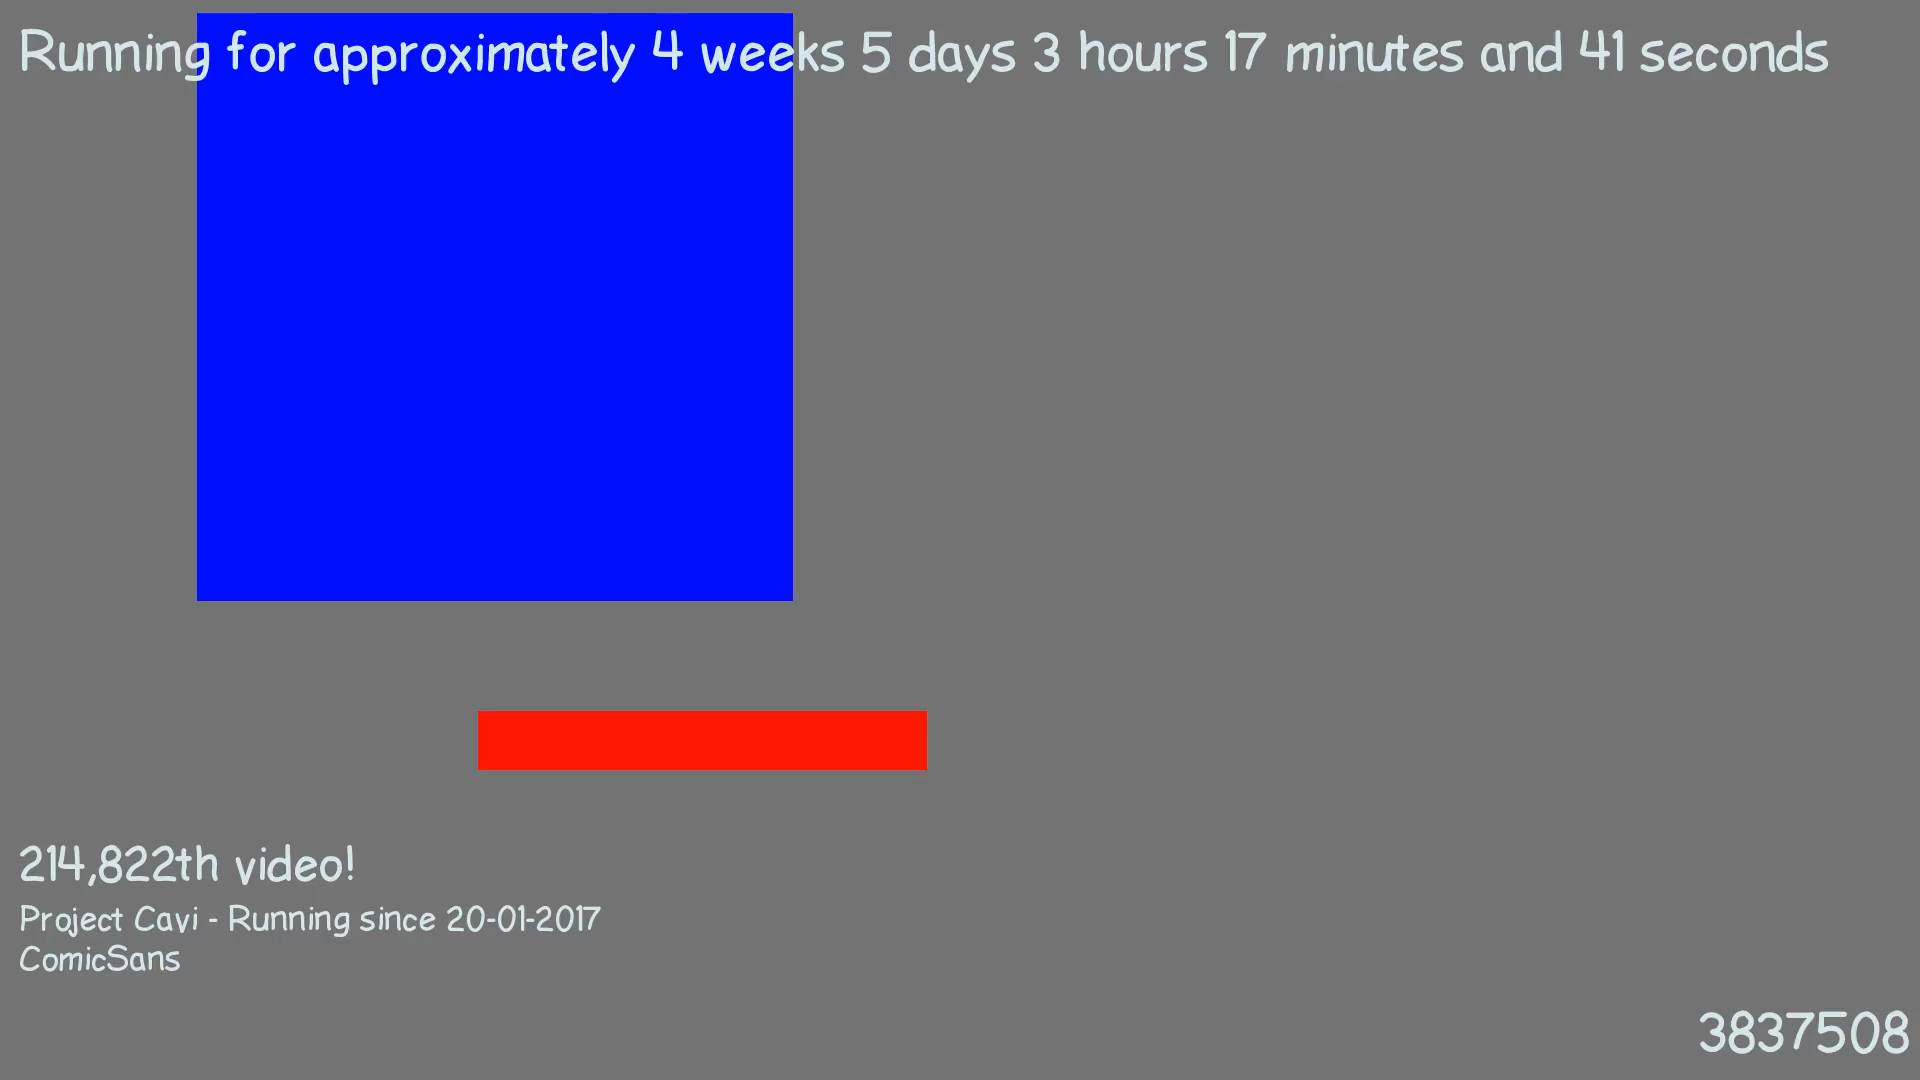 Running for approximately 4 weeks 5 days 3 hours 17 minutes and 41 seconds
214,822th video!
Project Cavi - Running since 20-01-2017
ComicSans
3837508